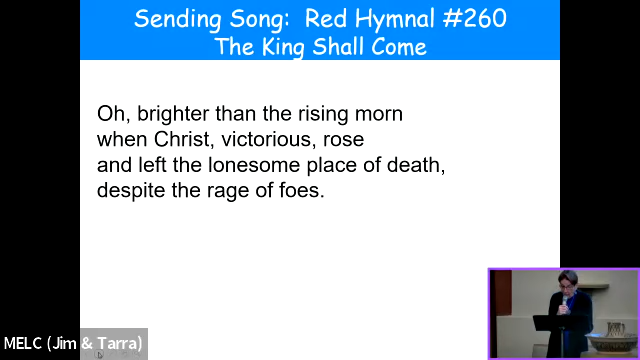 Sending Song: Red Hymnal #260
The King Shall Come
Oh, brighter than the rising morn
when Christ, victorious, rose
and left the lonesome place of death,
despite the rage of foes.
MELC (Jim & Tarra)